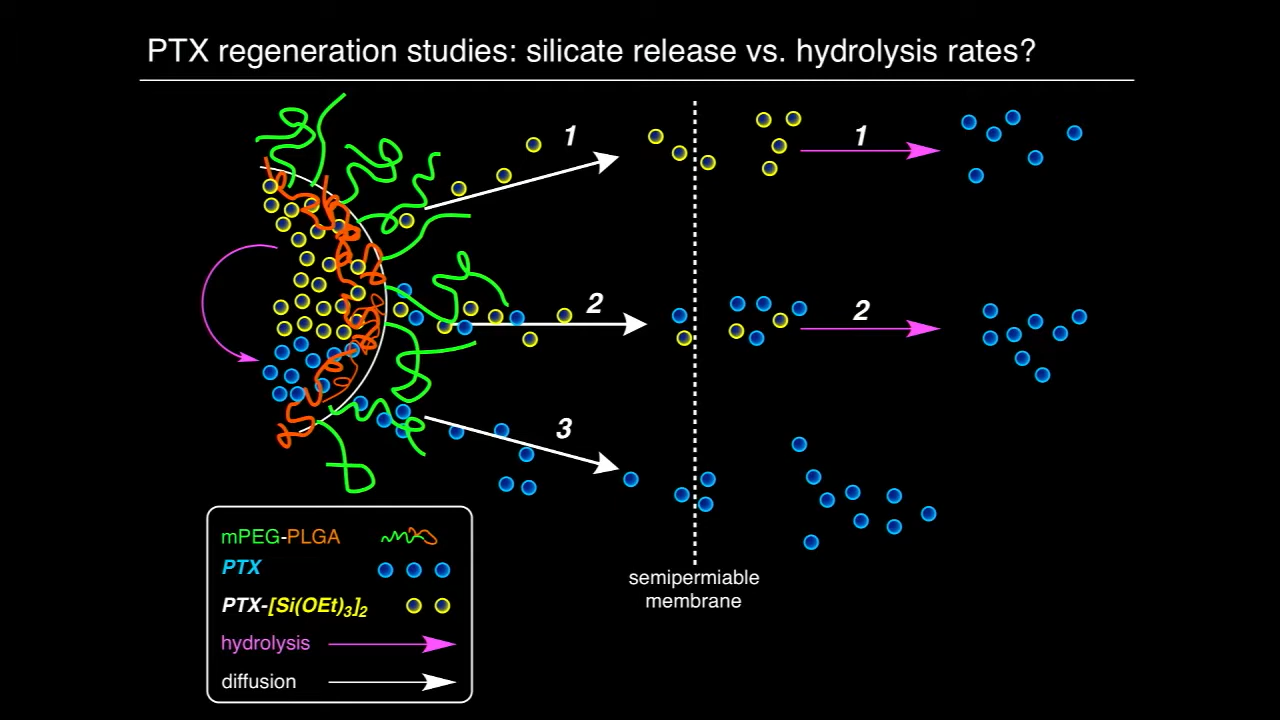 PTX regeneration studies: silicate release vs. hydrolysis rates?
1
1
2
2
3
semipermiable
membrane
mPEG-PLGA
PTX
PTX-[Si(OEt)3]2
hydrolysis
diffusion